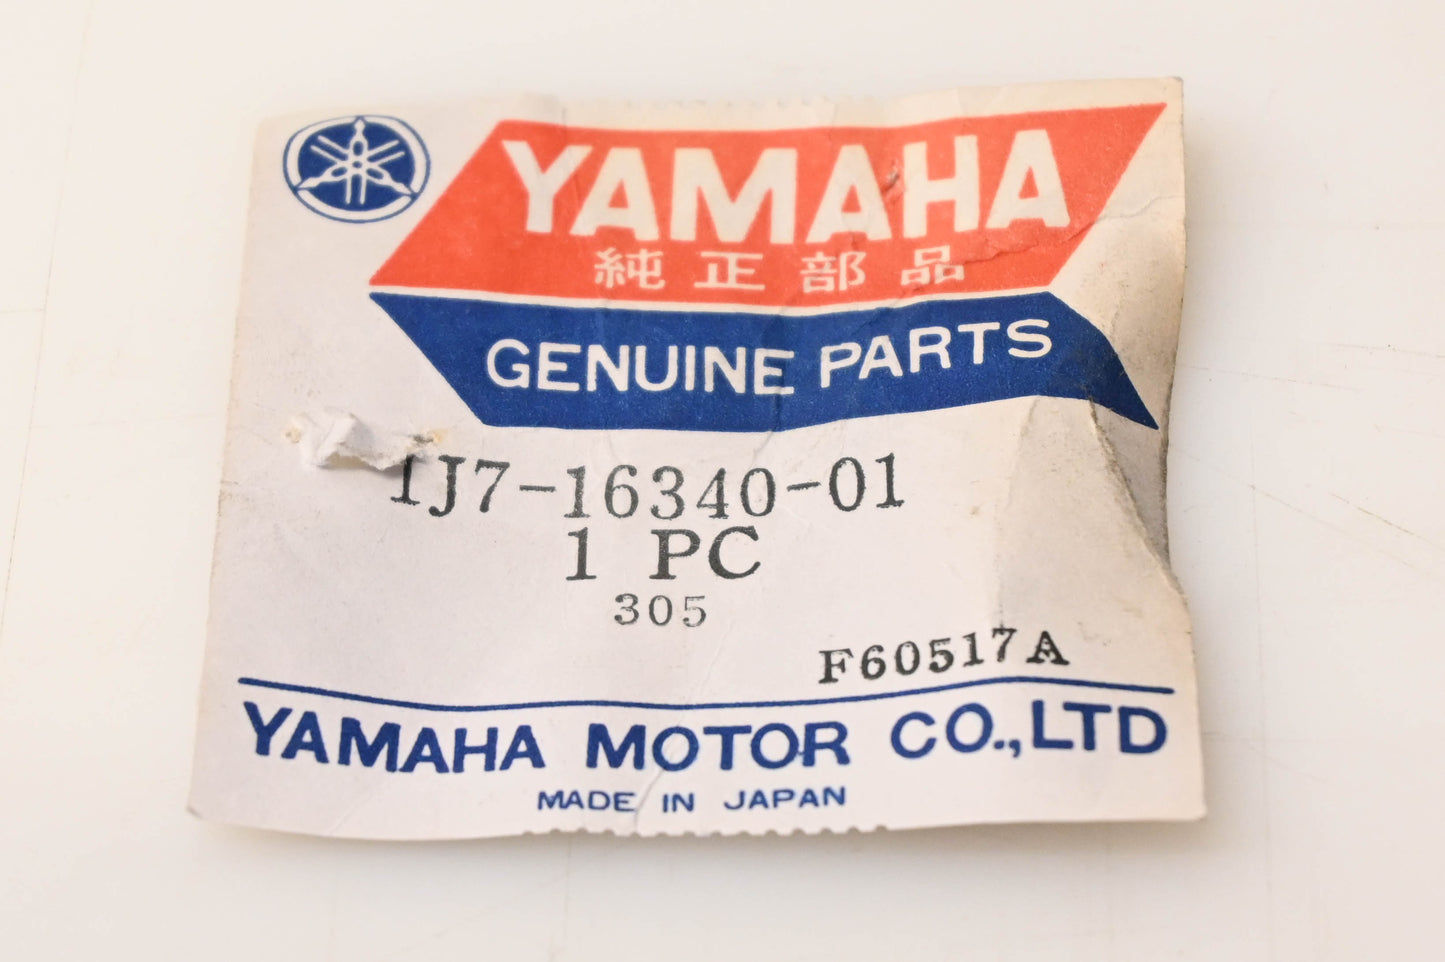 YAMAHA
純正部品
GENUINE PARTS
1J7-16340-01
1 PC
305
F60517A
YAMAHA MOTOR CO.,LTD
MADE IN JAPAN